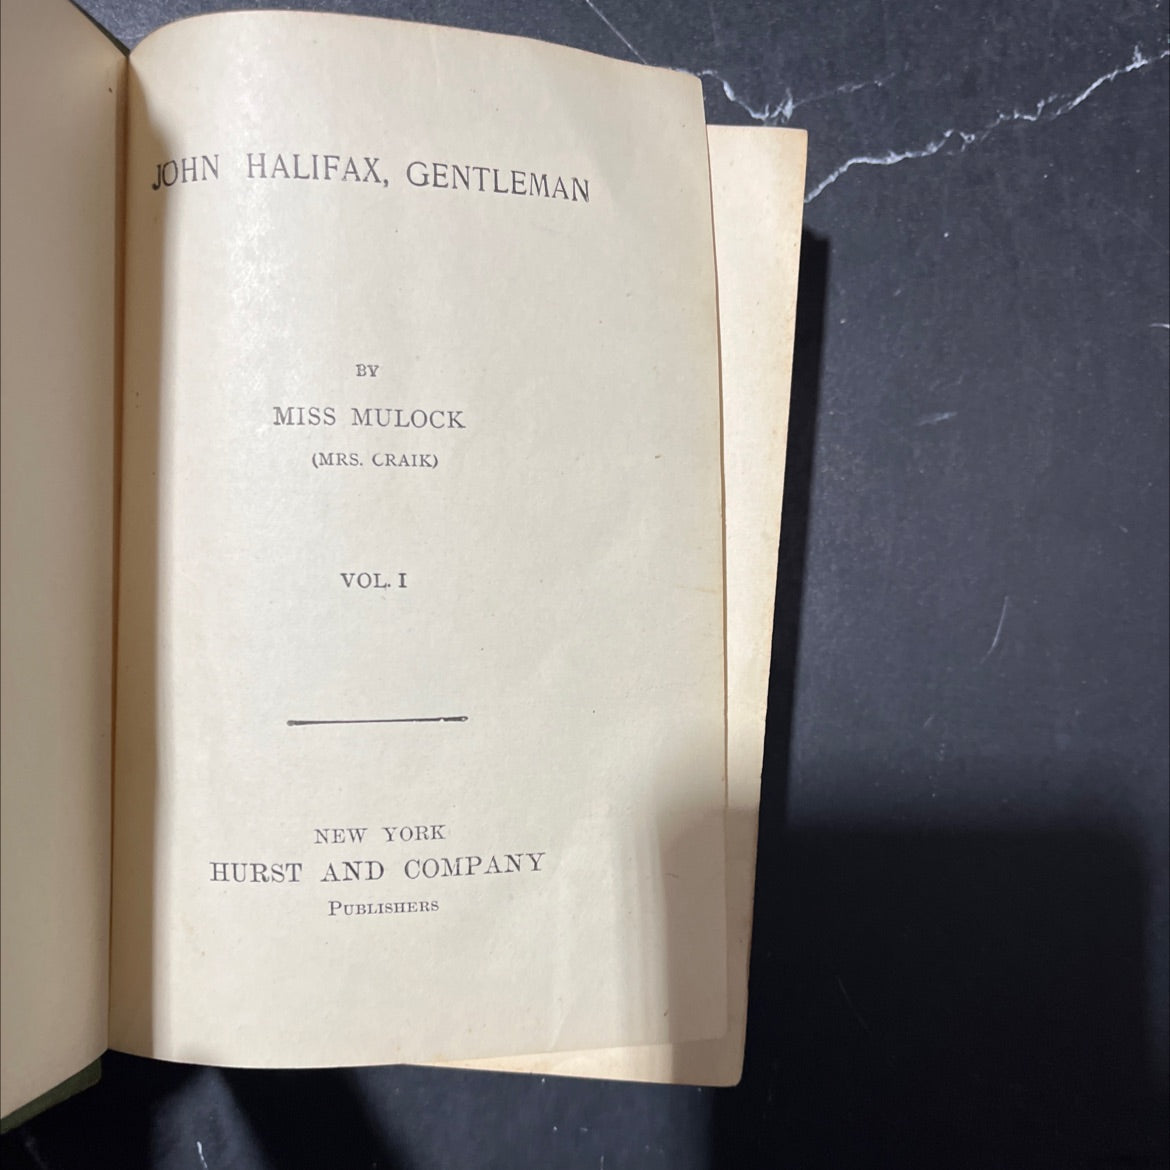 JOHN HALIFAX, GENTLEMAN
BY
MISS MULOCK
(MRS. CRAIK)
VOL. I
NEW YORK
HURST AND COMPANY
PUBLISHERS